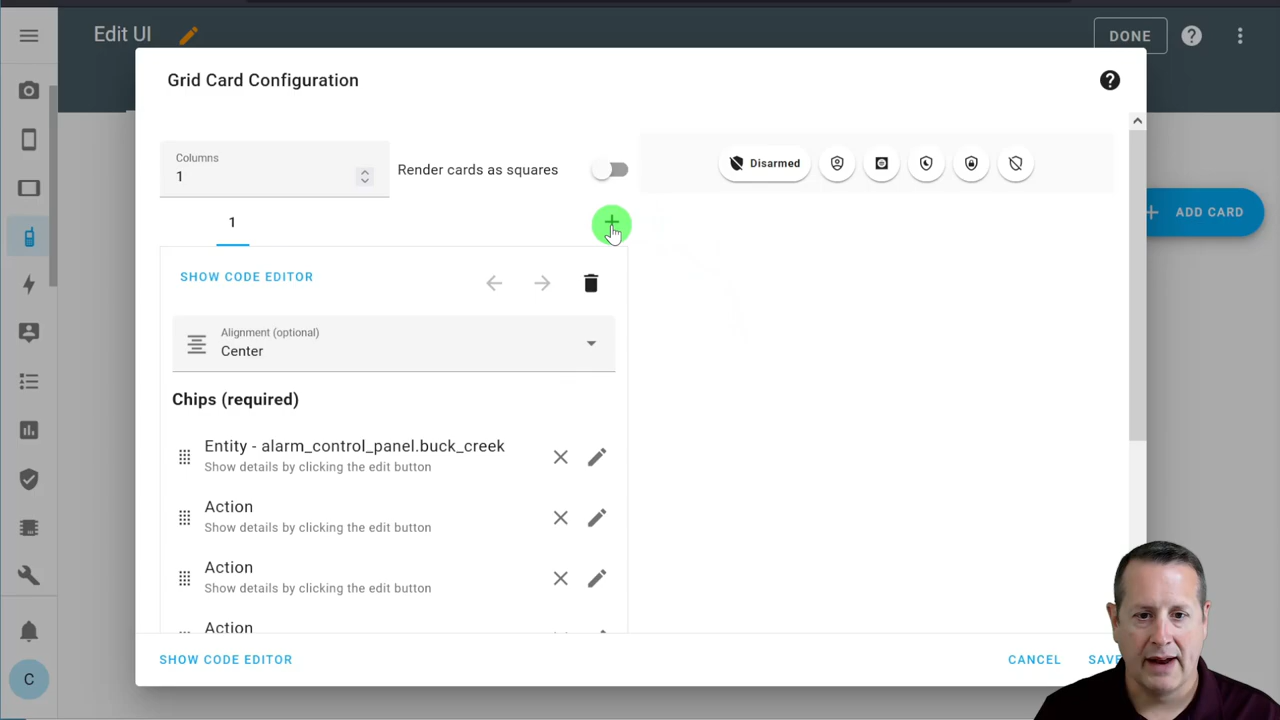 Edit UI
DONE
Grid Card Configuration
Columns
1
Render cards as squares
Disarmed
ADD CARD
1
SHOW CODE EDITOR
Alignment (optional)
Center
Chips (required)
Entity - alarm_control_panel.buck_creek
Show details by clicking the edit button
Action
Show details by clicking the edit button
Action
Show details by clicking the edit button
Action
SHOW CODE EDITOR
CANCEL
SAVE
C